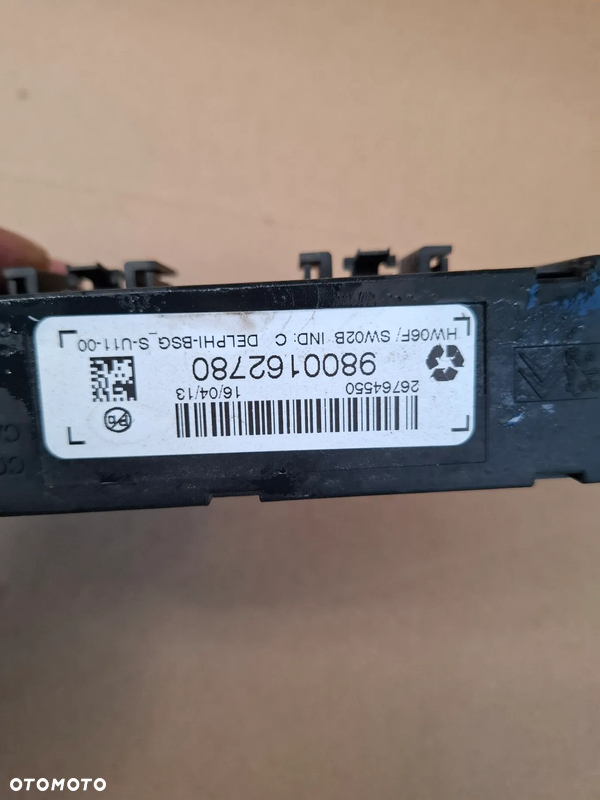 26764550 16/04/13
9800162780
HW06F/ SW02B IND: C DELPHI-BSG_S-U11-00
OTOMOTO